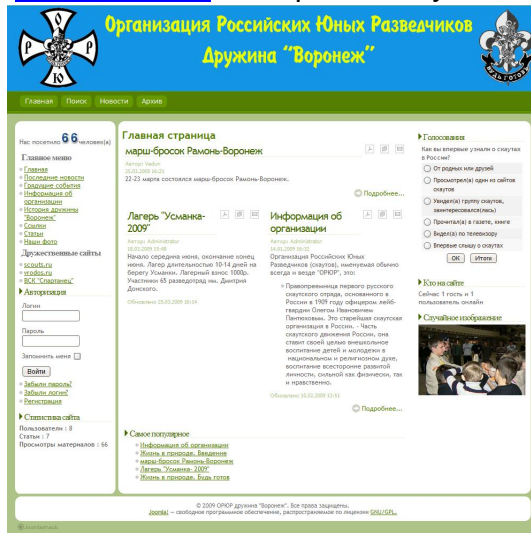 Организация Российских Юных Разведчиков
Дружина "Воронеж"
О Р Ю Р
БУДЬ ГОТОВ
Главная Поиск Новости Архив
Нас посетило 66 человек(а)
Главное меню
Главная
Последние новости
Грядущие события
Информация об
организации
История дружины
"Воронеж"
Ссылки
Статьи
Наши фото
Дружественные сайты
scouts.ru
vrodos.ru
ВСК "Спартанец"
Авторизация
Логин
Пароль
Запомнить меня
Войти
Забыли пароль?
Забыли логин?
Регистрация
Статистика сайта
Пользователи : 8
Статьи : 7
Просмотры материалов : 66
Главная страница
марш-бросок Рамонь-Воронеж
Автор: Vedun
22-23 марта состоялся марш-бросок Рамонь-Воронеж.
Подробнее...
Лагерь "Усманка-
2009"
Автор: Administrator
Начало середина июня, окончание конец
июня. Лагер длительностью 10-14 дней на
берегу Усманки. Лагерный взнос 1000р.
Участники 65 разведотряд им. Дмитрия
Донского.
Информация об
организации
Автор: Administrator
Организация Российских Юных
Разведчиков (скаутов), именуемая обычно
всегда и везде "ОРЮР", это:
Правопреемница первого русского
скаутского отряда, основанного в
России в 1909 году офицером лейб-
гвардии Олегом Ивановичем
Пантюховым. Это старейшая скаутская
организация в России. - Часть
скаутского движения России, она
ставит своей целью внешкольное
воспитание детей и молодежи в
национальном и религиозном духе,
воспитание всесторонне развитой
личности, сильной как физически, так
и нравственно.
Подробнее...
Самое популярное
Информация об организации
Жизнь в природе. Введение
марш-бросок Рамонь-Воронеж
Лагерь "Усманка- 2009"
Жизнь в природе. Будь готов
Голосования
Как вы впервые узнали о скаутах
в России?
От родных или друзей
Просмотрел(а) один из сайтов
скаутов
Увидел(а) группу скаутов,
заинтересовался(лась)
Прочитал(а) в газете, книге
Видел(а) по телевизору
Впервые слышу о скаутах
ОК Итоги
Кто на сайте
Сейчас 1 гость и 1
пользователь онлайн
Случайное изображение
© 2009 ОРЮР дружина "Воронеж". Все права защищены.
Joomla! — свободное программное обеспечение, распространяемое по лицензии GNU/GPL.